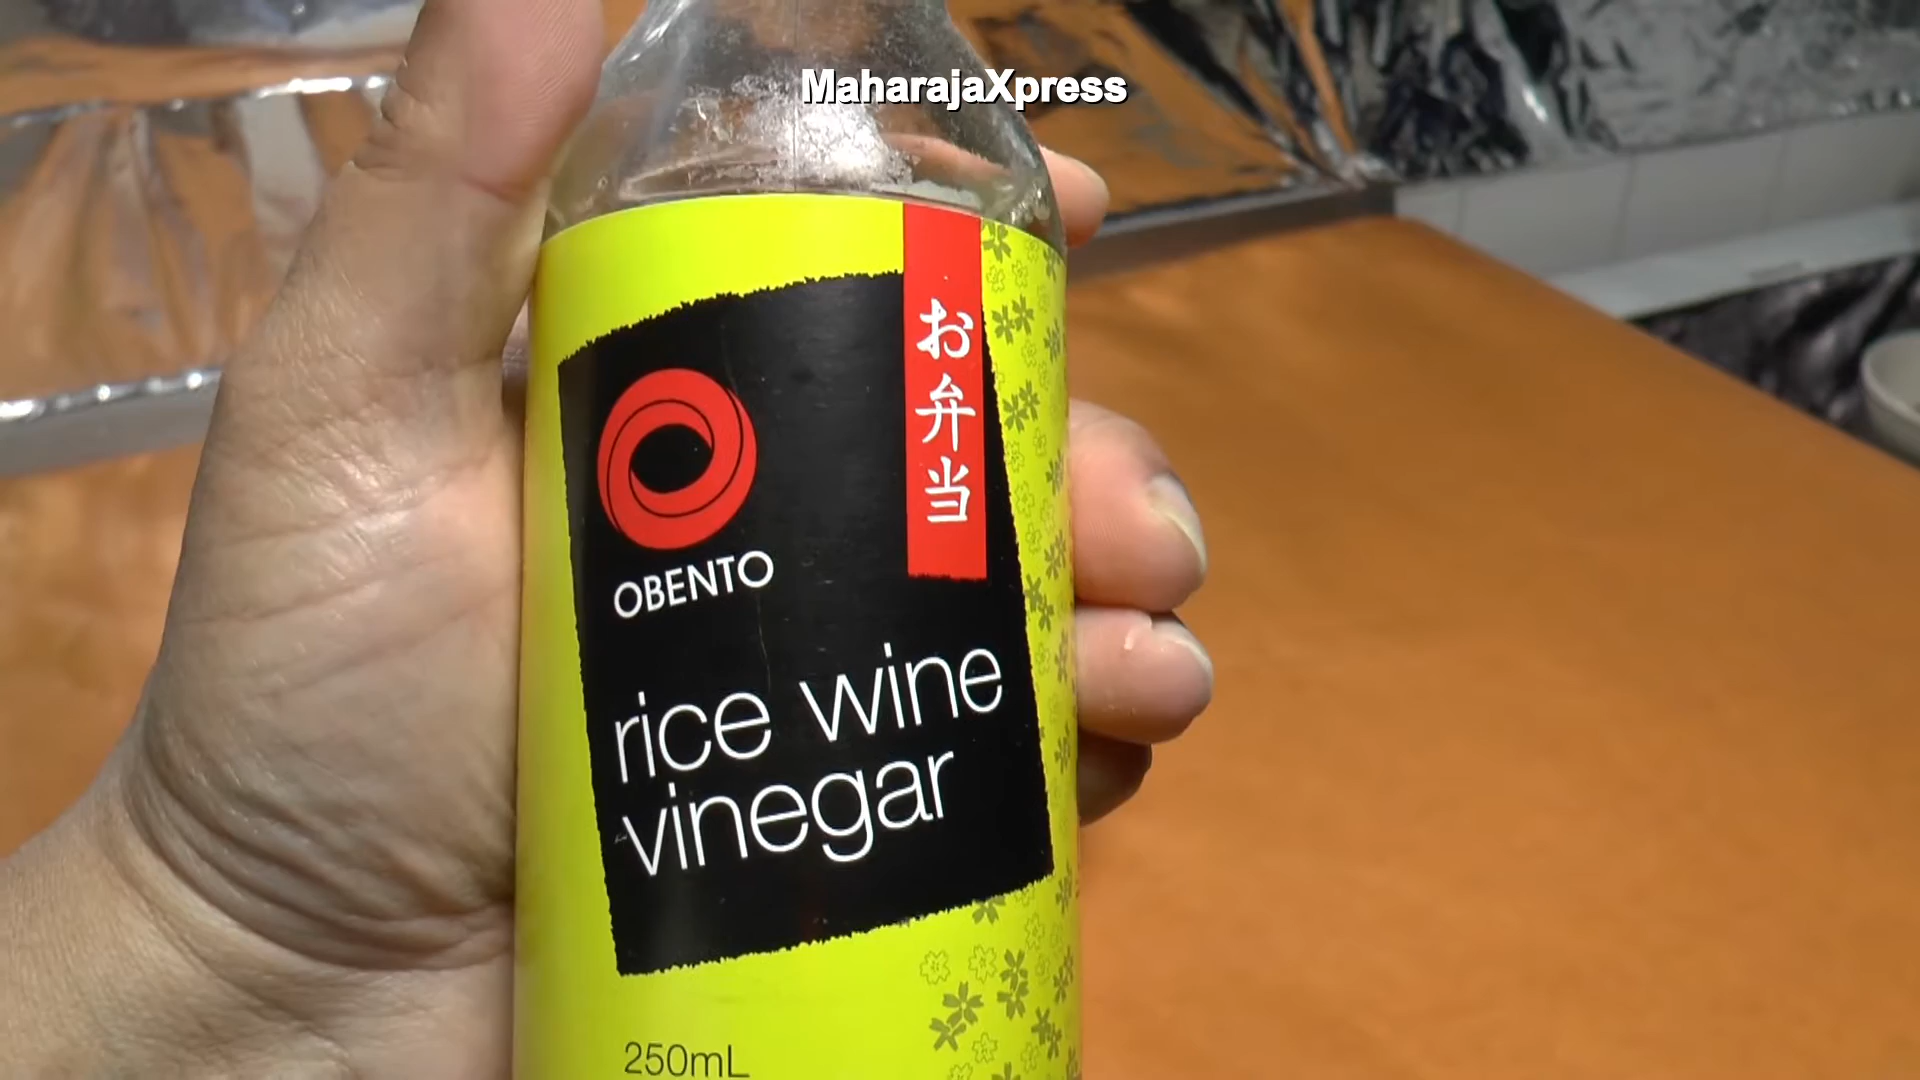 MaharajaXpress
お弁当
OBENTO
rice wine
vinegar
250mL